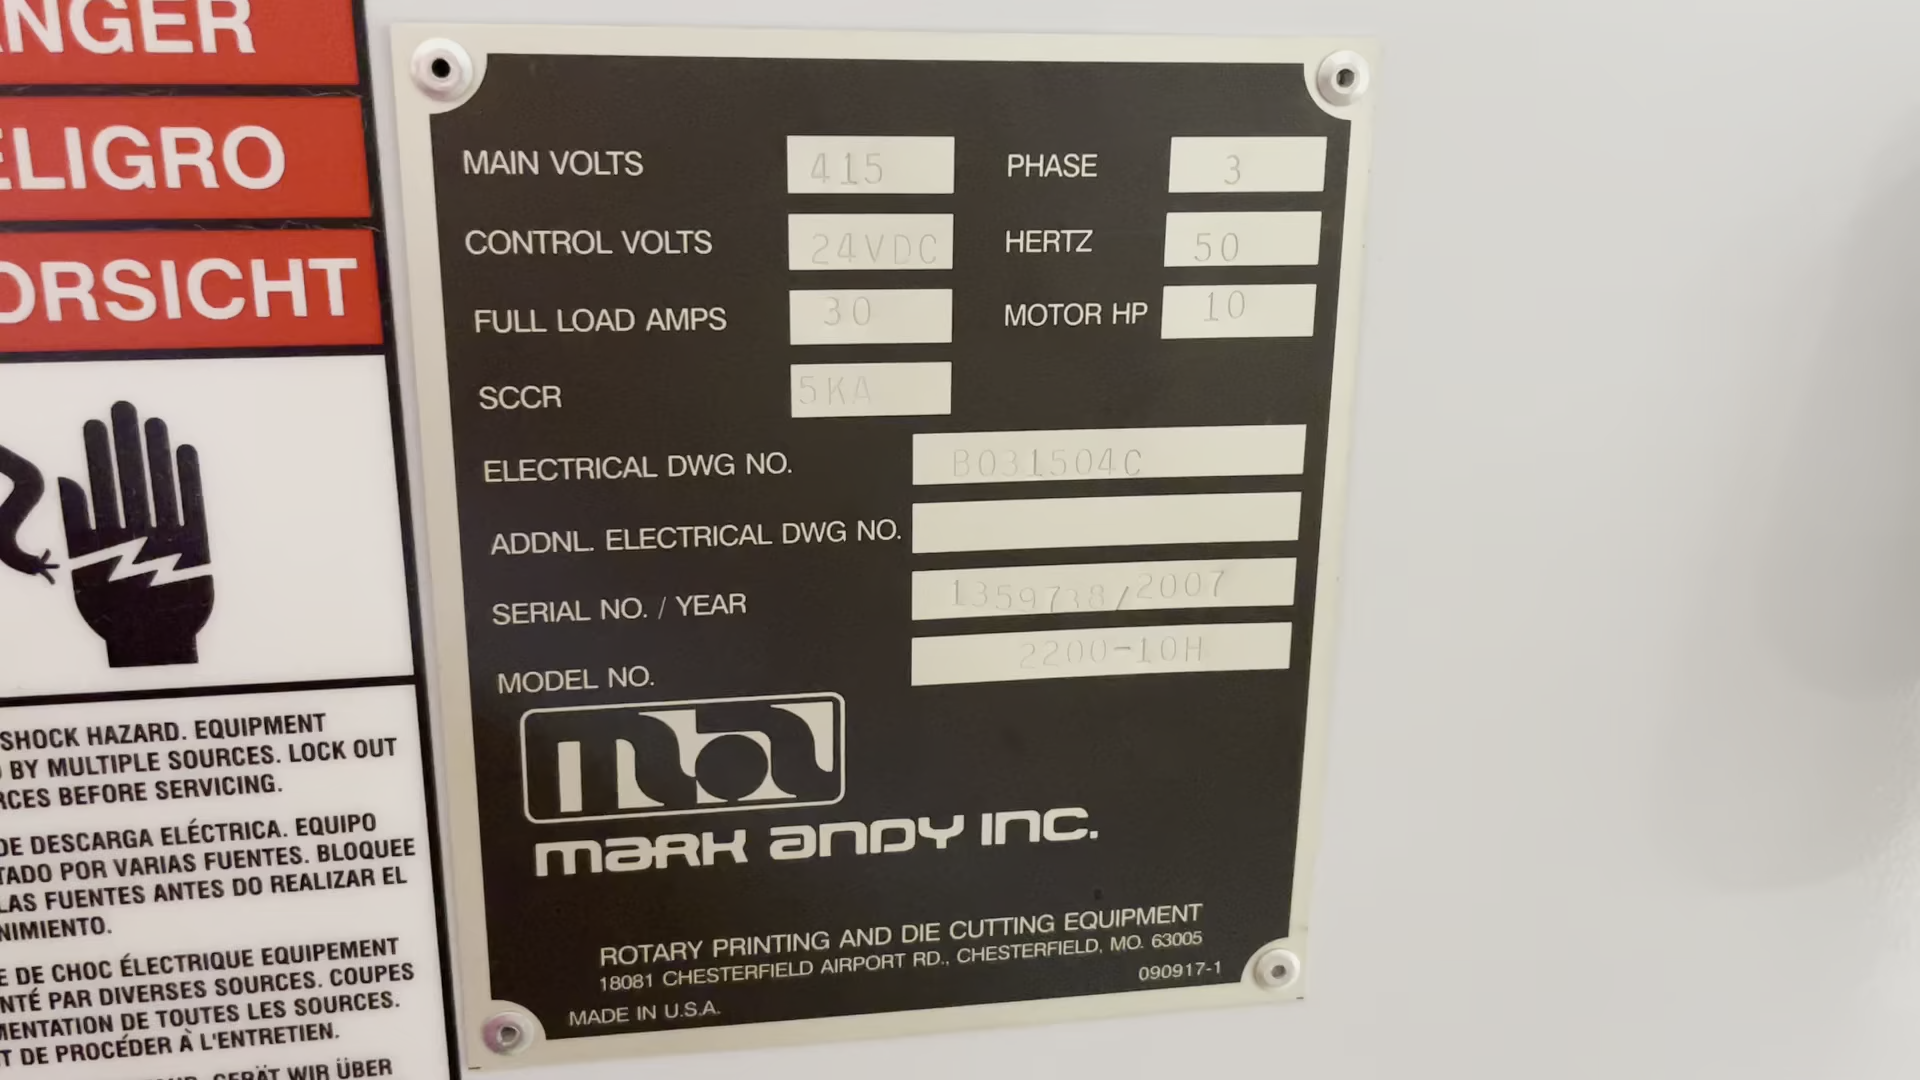 NGER
ELIGRO
ORSICHT
SHOCK HAZARD. EQUIPMENT
BY MULTIPLE SOURCES. LOCK OUT
RCES BEFORE SERVICING.
DE DESCARGA ELÉCTRICA. EQUIPO
TADO POR VARIAS FUENTES. BLOQUEE
LAS FUENTES ANTES DO REALIZAR EL
NIMIENTO.
E DE CHOC ÉLECTRIQUE EQUIPEMENT
NTÉ PAR DIVERSES SOURCES. COUPES
MENTATION DE TOUTES LES SOURCES.
T DE PROCÉDER À L'ENTRETIEN.
GERÄT WIR ÜBER
MAIN VOLTS 415 PHASE 3
CONTROL VOLTS 24VDC HERTZ 50
FULL LOAD AMPS 30 MOTOR HP 10
SCCR 5KA
ELECTRICAL DWG NO. B031504C
ADDNL. ELECTRICAL DWG NO.
SERIAL NO. / YEAR 1359738/2007
MODEL NO. 2200-10H
MARK ANDY INC.
ROTARY PRINTING AND DIE CUTTING EQUIPMENT
18081 CHESTERFIELD AIRPORT RD., CHESTERFIELD, MO. 63005
090917-1
MADE IN U.S.A.